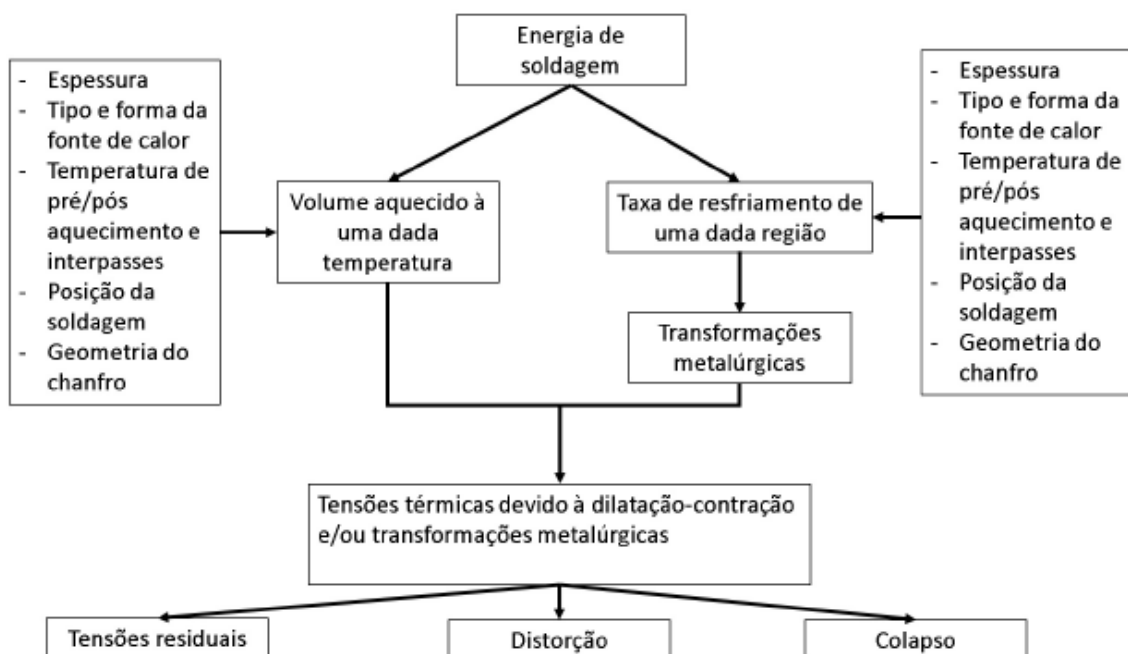 Energia de
soldagem
- Espessura
- Tipo e forma da
fonte de calor
- Temperatura de
pré/pós
aquecimento e
interpasses
- Posição da
soldagem
- Geometria do
chanfro
Volume aquecido à
uma dada
temperatura
Taxa de resfriamento de
uma dada região
- Espessura
- Tipo e forma da
fonte de calor
- Temperatura de
pré/pós
aquecimento e
interpasses
- Posição da
soldagem
- Geometria do
chanfro
Transformações
metalúrgicas
Tensões térmicas devido à dilatação-contração
e/ou transformações metalúrgicas
Tensões residuais
Distorção
Colapso